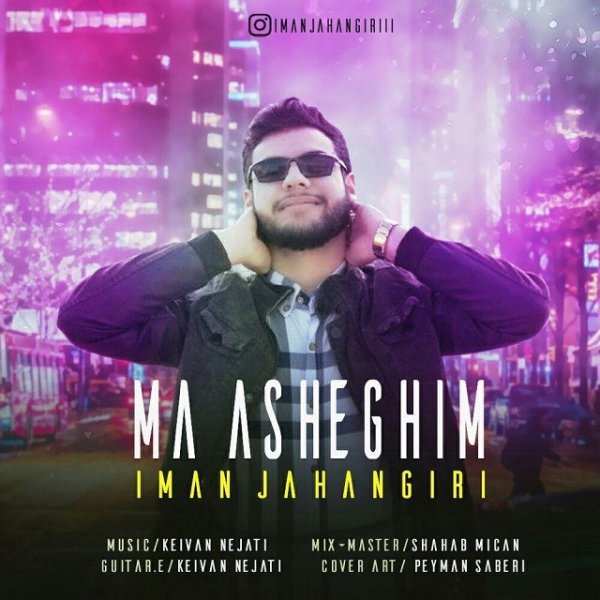 IMANJAHANGIRIII
MA ASHEGHIM
IMAN JAHANGIRI
MUSIC/KEIVAN NEJATI MIX-MASTER/SHAHAB MICAN
GUITAR.E/KEIVAN NEJATI COVER ART/ PEYMAN SABERI